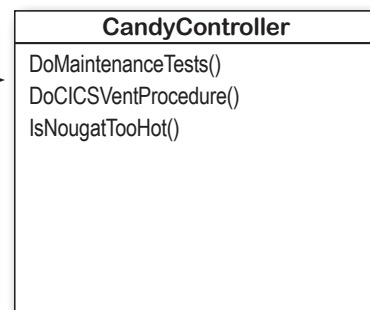 CandyController
DoMaintenanceTests()
DoCICSVentProcedure()
IsNougatTooHot()